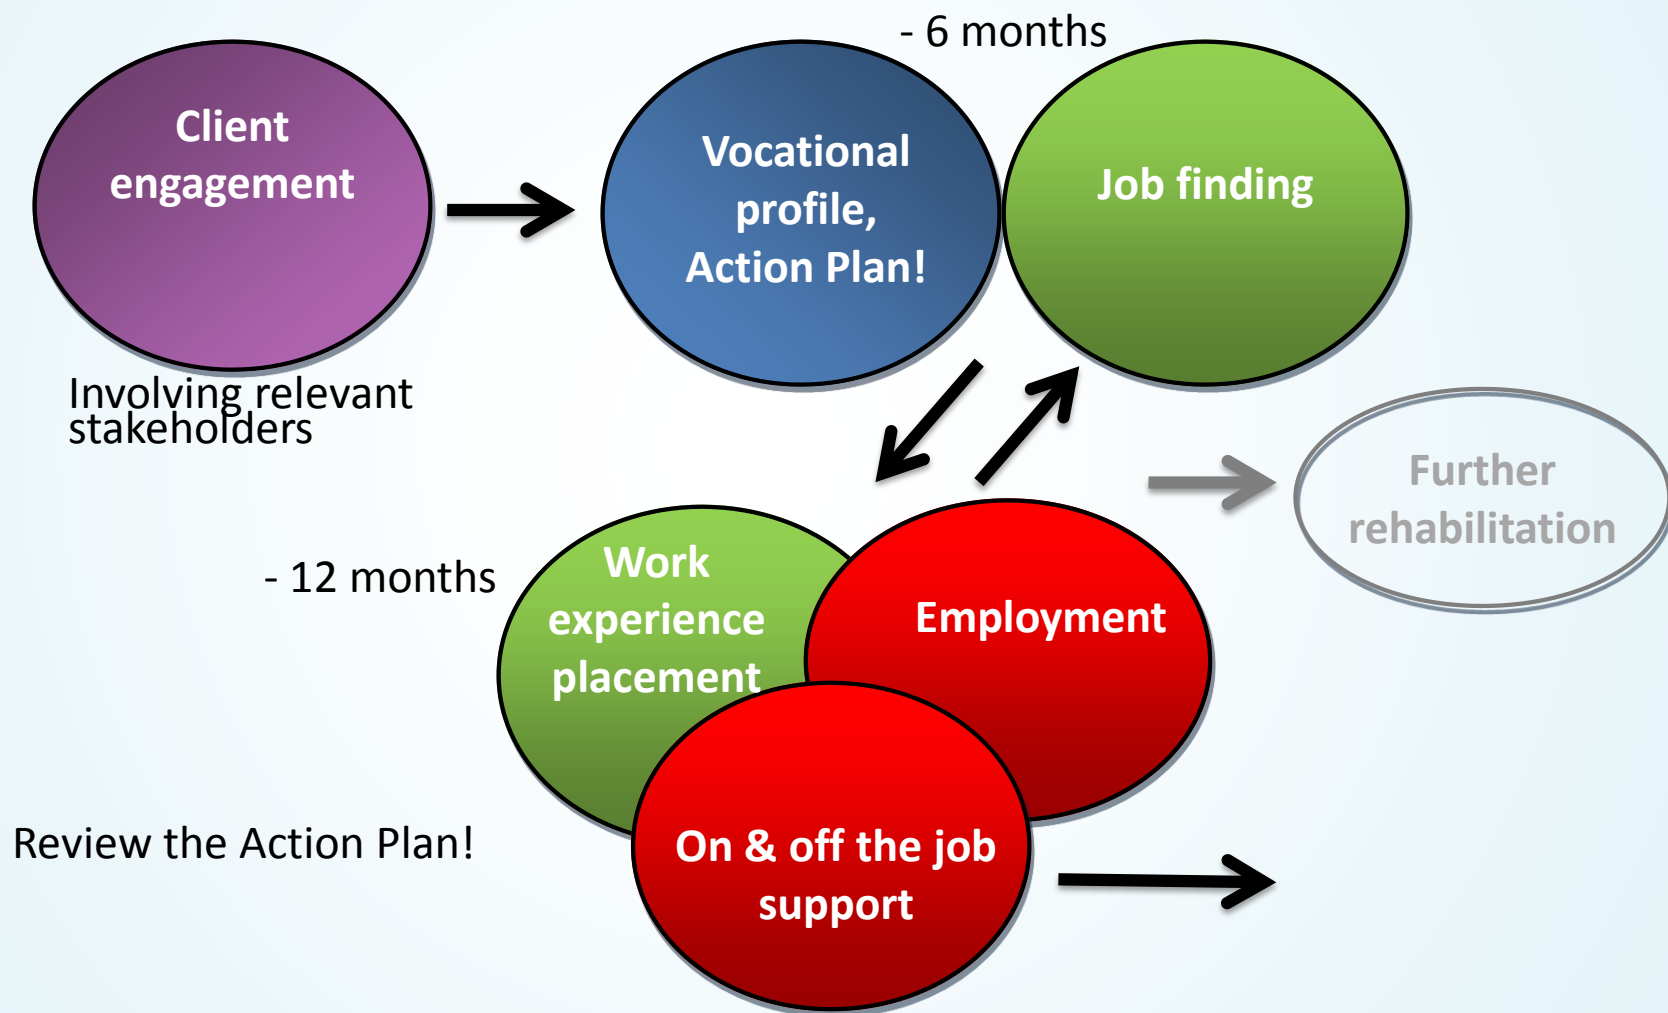 - 6 months
Client
engagement
Vocational
profile,
Action Plan!
Job finding
Involving relevant
stakeholders
Further
rehabilitation
- 12 months
Work
experience
placement
Employment
Review the Action Plan!
On & off the job
support